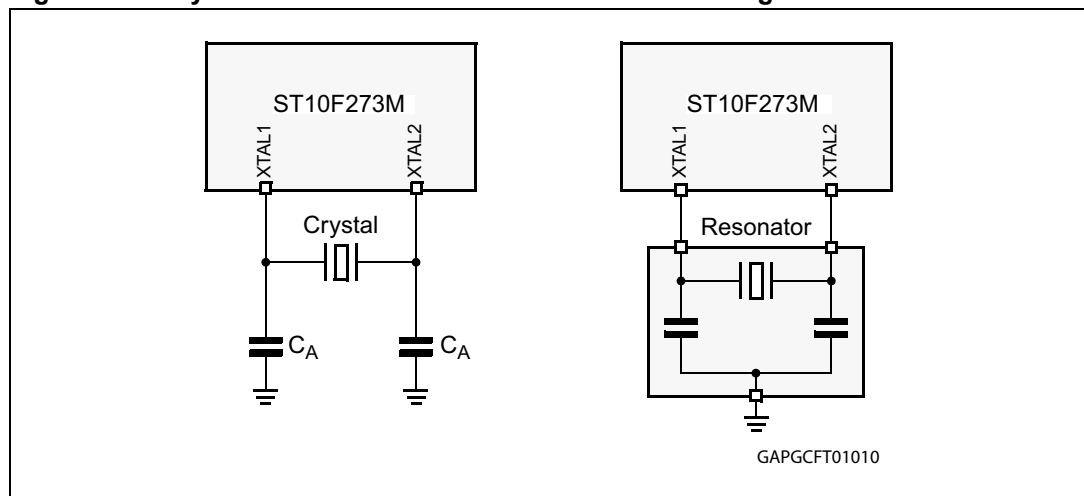 ST10F273M
XTAL1
XTAL2
Crystal
CA
CA
ST10F273M
XTAL1
XTAL2
Resonator
GAPGCFT01010